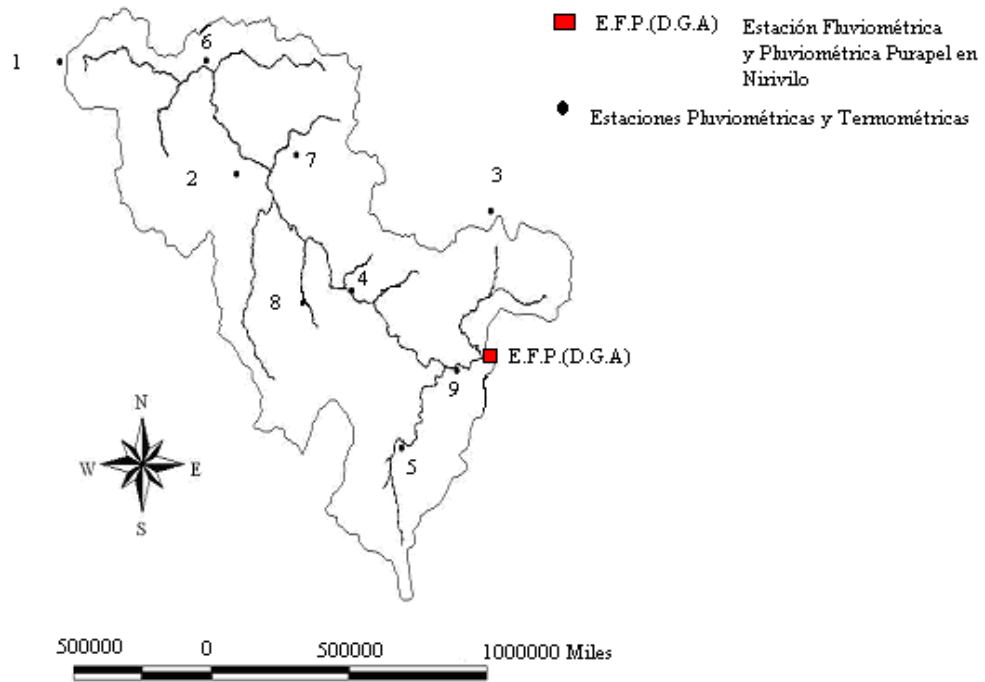 E.F.P.(D.G.A)
Estación Fluviométrica
y Pluviométrica Purapel en
Nirivilo
Estaciones Pluviométricas y Termométricas
1
6
7
2
3
4
8
E.F.P.(D.G.A)
9
5
N
W
E
S
500000 0 500000 1000000 Miles